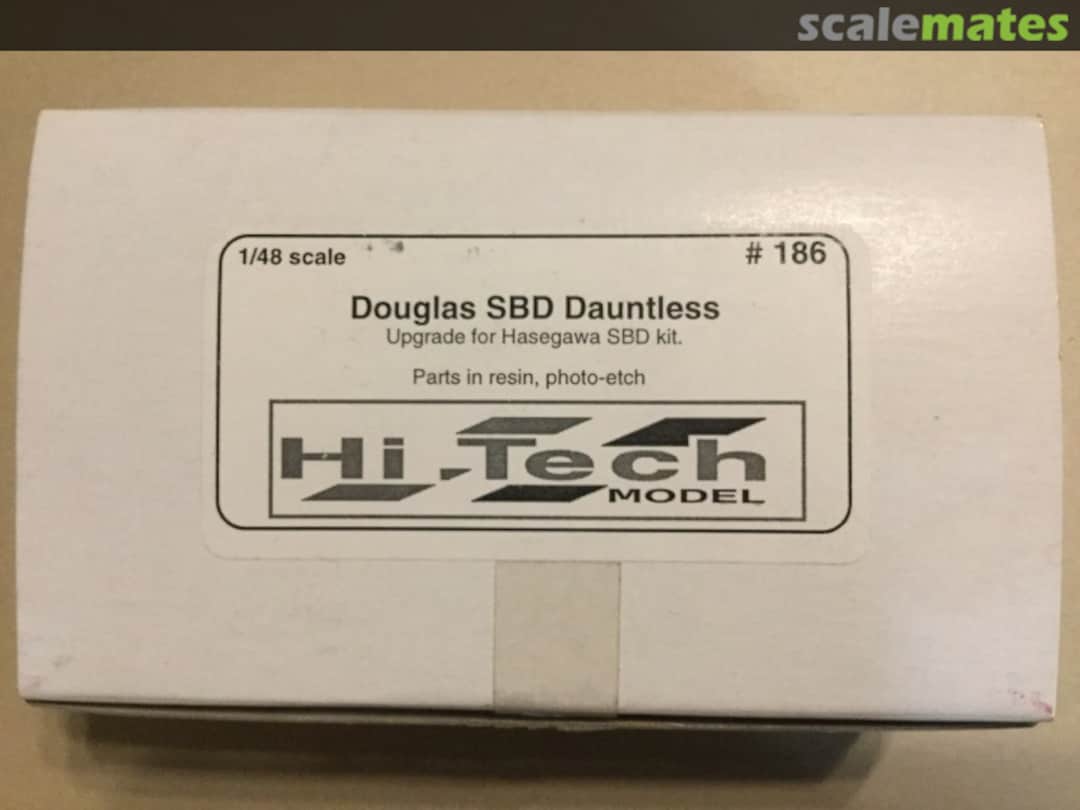 scalemates
1/48 scale
# 186
Douglas SBD Dauntless
Upgrade for Hasegawa SBD kit.
Parts in resin, photo-etch
Hi.Tech
MODEL